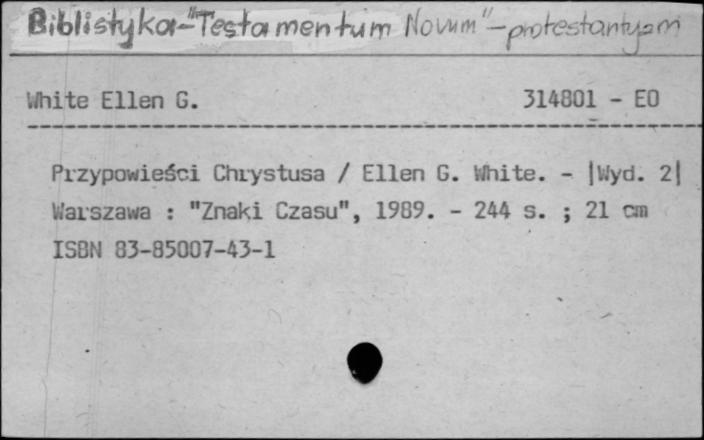 Biblistyka-"Testamentum Novum"-protestantyzm
White Ellen G. 314801 - EO
Przypowieści Chrystusa / Ellen G. White. - |Wyd. 2|
Warszawa : "Znaki Czasu", 1989. - 244 s. ; 21 cm
ISBN 83-85007-43-1